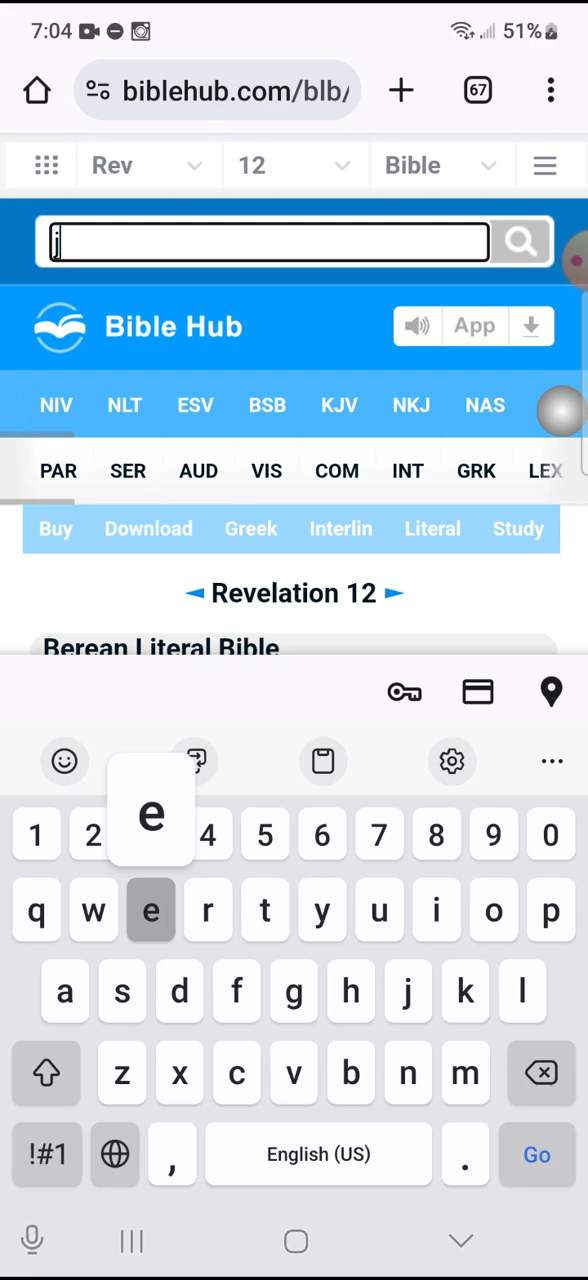 7:04 51%
biblehub.com/blb/ 67
Rev 12 Bible
j
Bible Hub App
NIV NLT ESV BSB KJV NKJ NAS
PAR SER AUD VIS COM INT GRK LEX
Buy Download Greek Interlin Literal Study
Revelation 12
Berean Literal Bible
e
1 2 4 5 6 7 8 9 0
q w e r t y u i o p
a s d f g h j k l
z x c v b n m
!#1 , English (US) . Go